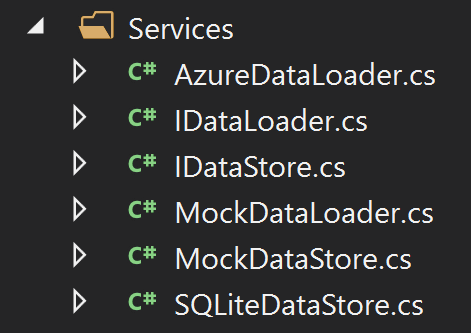 Services
C# AzureDataLoader.cs
C# IDataLoader.cs
C# IDataStore.cs
C# MockDataLoader.cs
C# MockDataStore.cs
C# SQLiteDataStore.cs